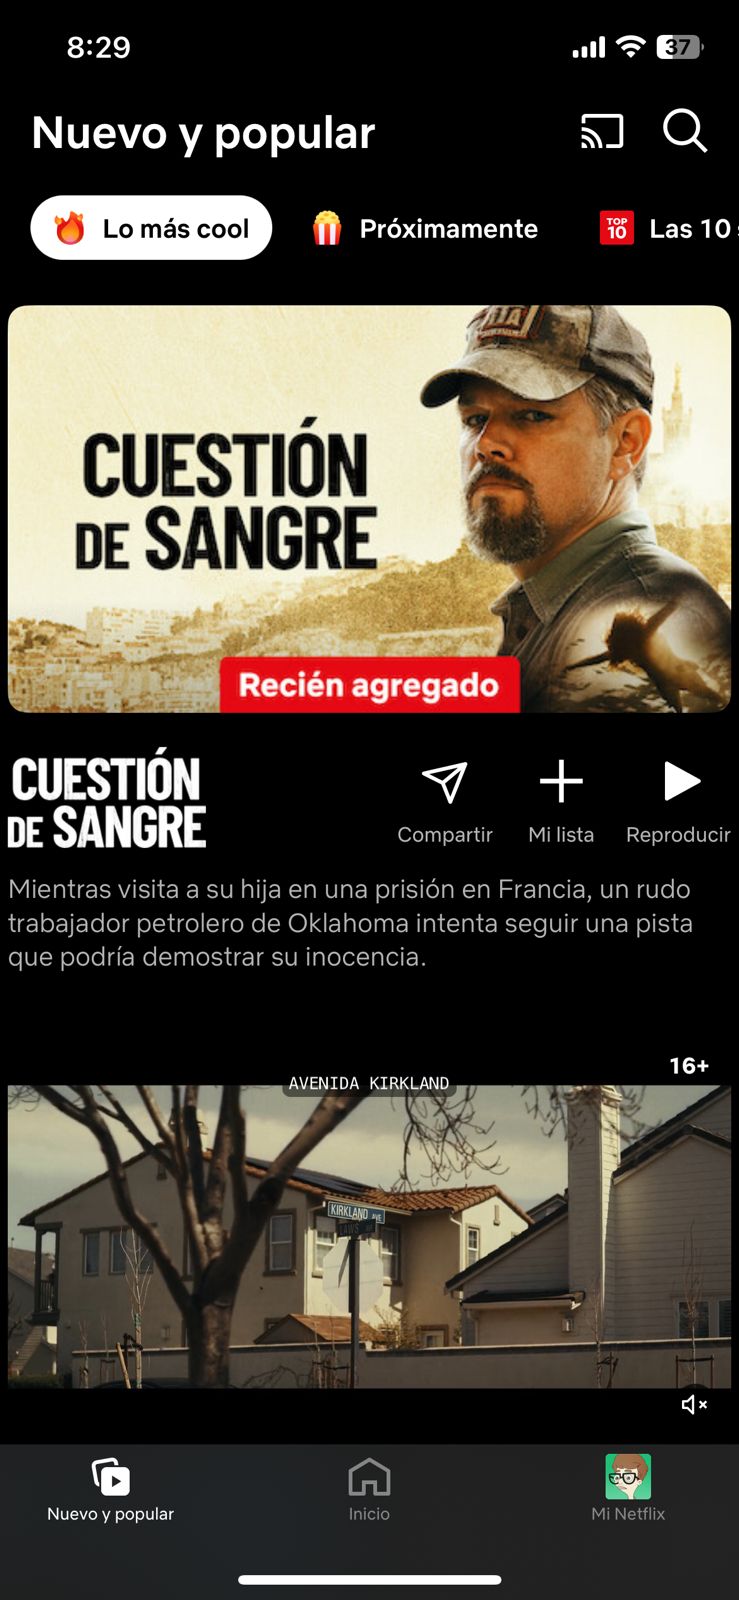 8:29
37
Nuevo y popular
Lo más cool
Próximamente
TOP
10
Las 10
CUESTIÓN
DE SANGRE
Recién agregado
CUESTIÓN
DE SANGRE
Compartir
Mi lista
Reproducir
Mientras visita a su hija en una prisión en Francia, un rudo
trabajador petrolero de Oklahoma intenta seguir una pista
que podría demostrar su inocencia.
16+
AVENIDA KIRKLAND
KIRKLAND AVE
LAWS
Nuevo y popular
Inicio
Mi Netflix